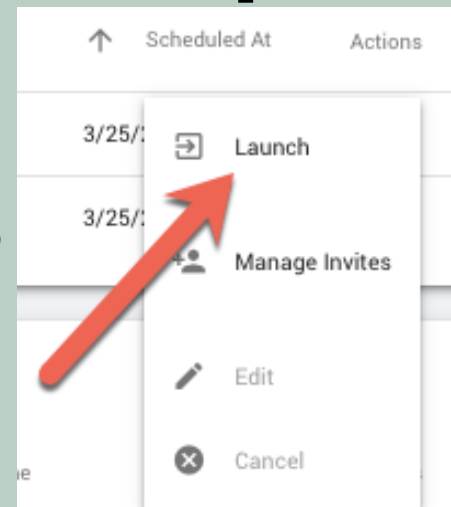 Scheduled At Actions
3/25/
Launch
3/25/
Manage Invites
Edit
Cancel